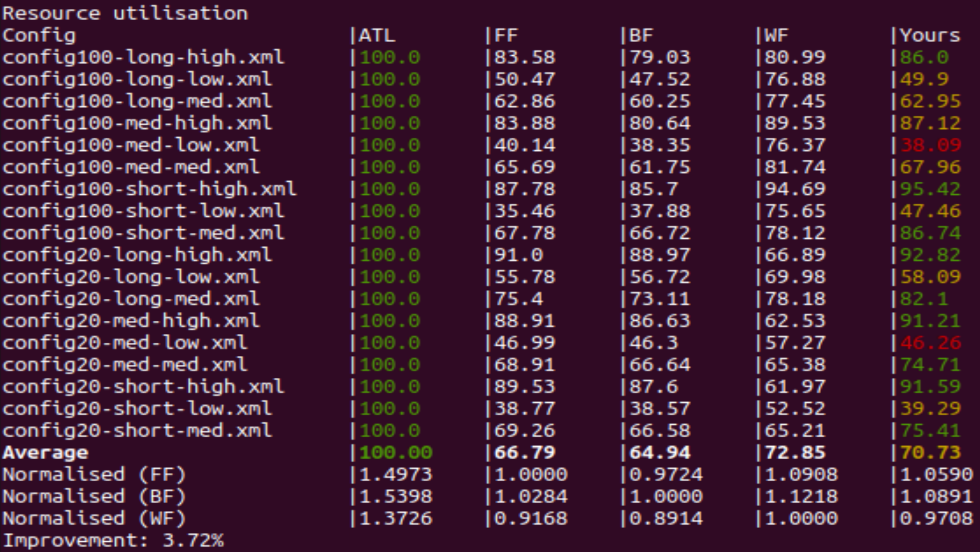 Resource utilisation
Config |ATL |FF |BF |WF |Yours
config100-long-high.xml |100.0 |83.58 |79.03 |80.99 |86.0
config100-long-low.xml |100.0 |50.47 |47.52 |76.88 |49.9
config100-long-med.xml |100.0 |62.86 |60.25 |77.45 |62.95
config100-med-high.xml |100.0 |83.88 |80.64 |89.53 |87.12
config100-med-low.xml |100.0 |40.14 |38.35 |76.37 |38.09
config100-med-med.xml |100.0 |65.69 |61.75 |81.74 |67.96
config100-short-high.xml |100.0 |87.78 |85.7 |94.69 |95.42
config100-short-low.xml |100.0 |35.46 |37.88 |75.65 |47.46
config100-short-med.xml |100.0 |67.78 |66.72 |78.12 |86.74
config20-long-high.xml |100.0 |91.0 |88.97 |66.89 |92.82
config20-long-low.xml |100.0 |55.78 |56.72 |69.98 |58.09
config20-long-med.xml |100.0 |75.4 |73.11 |78.18 |82.1
config20-med-high.xml |100.0 |88.91 |86.63 |62.53 |91.21
config20-med-low.xml |100.0 |46.99 |46.3 |57.27 |46.26
config20-med-med.xml |100.0 |68.91 |66.64 |65.38 |74.71
config20-short-high.xml |100.0 |89.53 |87.6 |61.97 |91.59
config20-short-low.xml |100.0 |38.77 |38.57 |52.52 |39.29
config20-short-med.xml |100.0 |69.26 |66.58 |65.21 |75.41
Average |100.00 |66.79 |64.94 |72.85 |70.73
Normalised (FF) |1.4973 |1.0000 |0.9724 |1.0908 |1.0590
Normalised (BF) |1.5398 |1.0284 |1.0000 |1.1218 |1.0891
Normalised (WF) |1.3726 |0.9168 |0.8914 |1.0000 |0.9708
Improvement: 3.72%